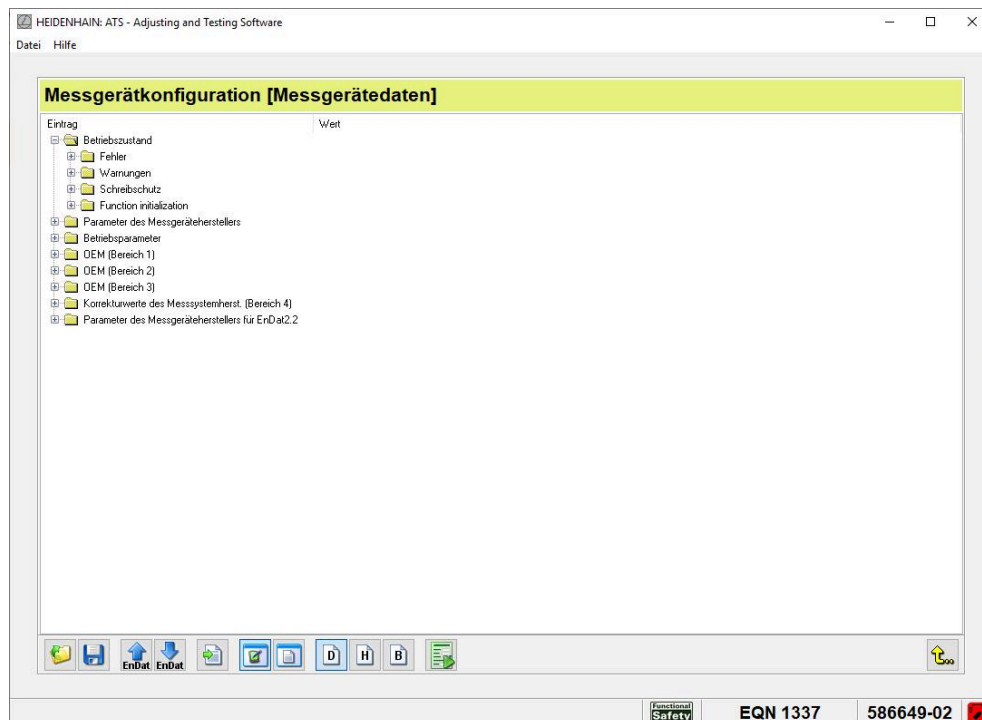 HEIDENHAIN: ATS - Adjusting and Testing Software
Datei Hilfe
Messgerätkonfiguration [Messgerätedaten]
Eintrag Wert
Betriebszustand
Fehler
Warnungen
Schreibschutz
Function initialization
Parameter des Messgeräteherstellers
Betriebsparameter
OEM (Bereich 1)
OEM (Bereich 2)
OEM (Bereich 3)
Korrekturwerte des Messsystemherst. (Bereich 4)
Parameter des Messgeräteherstellers für EnDat2.2
EnDat EnDat D H B
Functional
Safety EQN 1337 586649-02